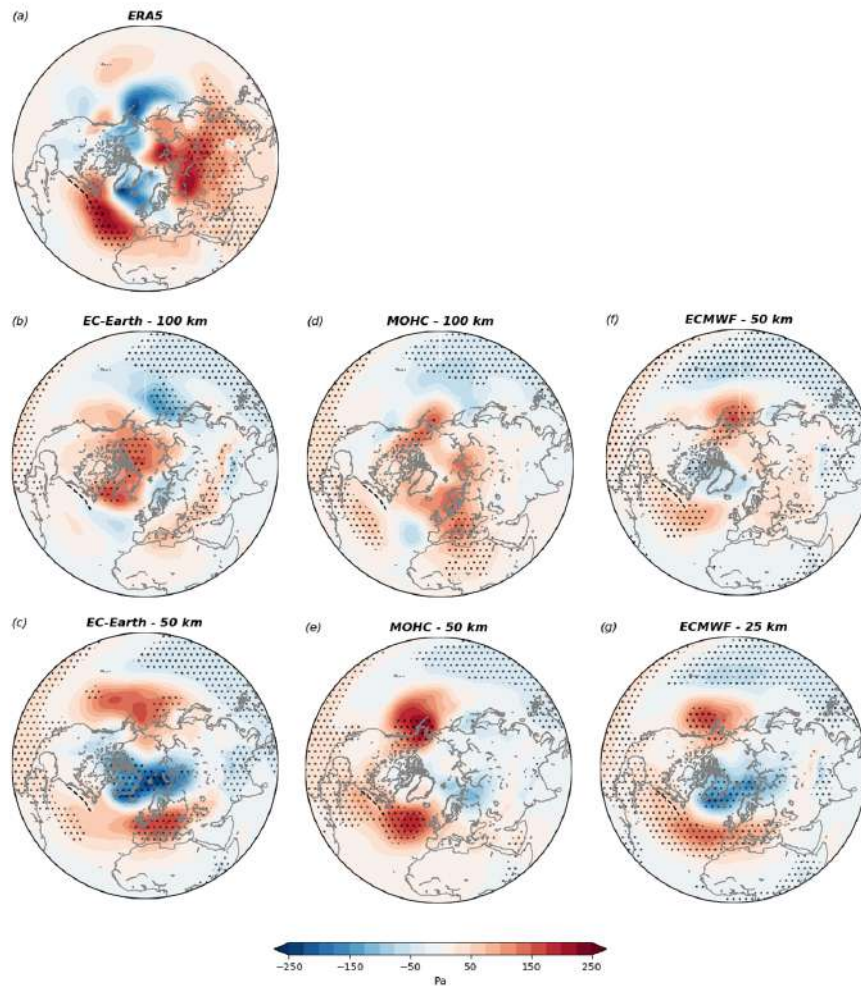 (a) ERA5
(b) EC-Earth - 100 km
(d) MOHC - 100 km
(f) ECMWF - 50 km
(c) EC-Earth - 50 km
(e) MOHC - 50 km
(g) ECMWF - 25 km
−250 −150 −50 50 150 250
Pa